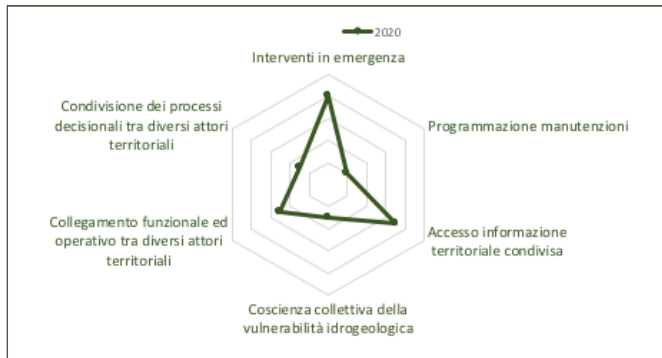 2020
Interventi in emergenza
Condivisione dei processi
decisionali tra diversi attori
territoriali
Programmazione manutenzioni
Collegamento funzionale ed
operativo tra diversi attori
territoriali
Accesso informazione
territoriale condivisa
Coscienza collettiva della
vulnerabilità idrogeologica